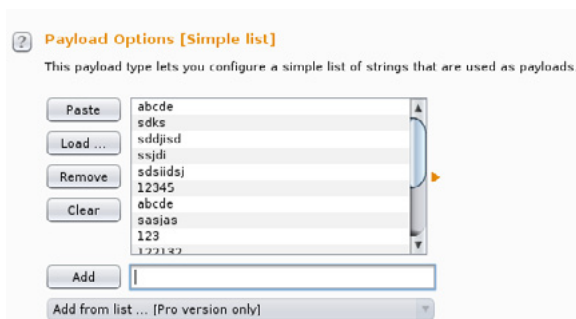 ?
Payload Options [Simple list]
This payload type lets you configure a simple list of strings that are used as payloads.
Paste
abcde
sdks
Load ...
sddjisd
ssjdi
Remove
sdsiidsj
12345
Clear
abcde
sasjas
123
122132
Add
Add from list ... [Pro version only]